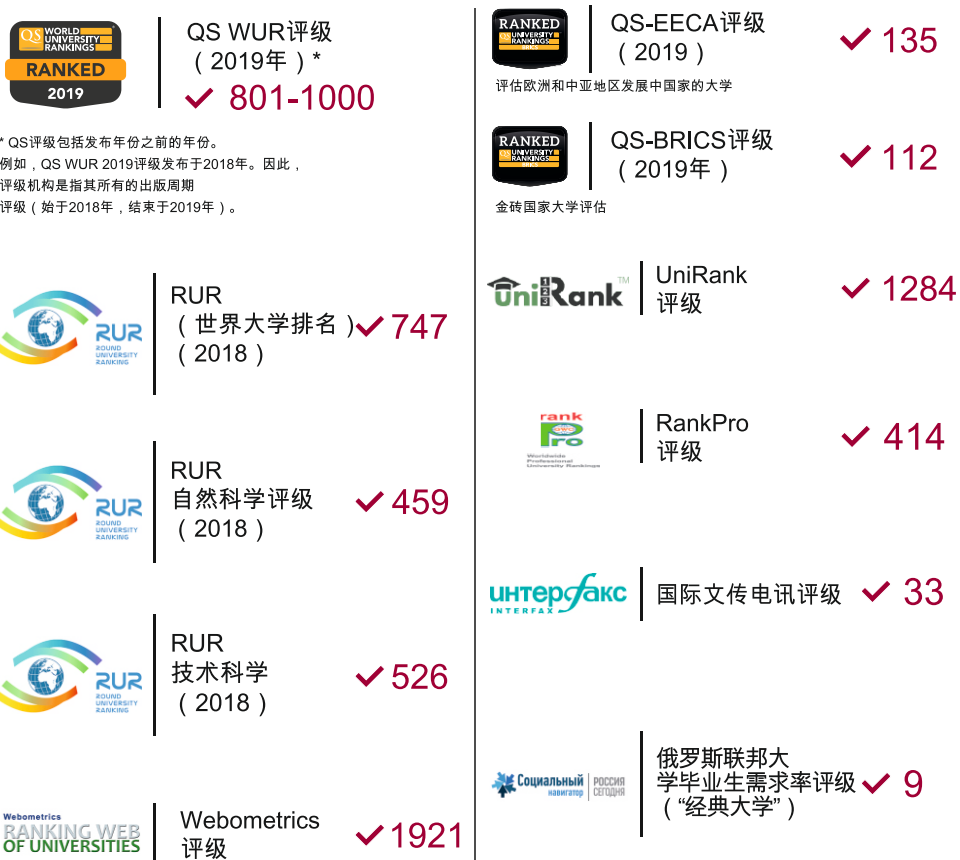 QS WORLD
UNIVERSITY
RANKINGS
RANKED
2019
QS WUR评级
（2019年）*
801-1000
* QS评级包括发布年份之前的年份。
例如，QS WUR 2019评级发布于2018年。因此，
评级机构是指其所有的出版周期
评级（始于2018年，结束于2019年）。
RUR
ROUND
UNIVERSITY
RANKING
RUR
（世界大学排名）
（2018）
747
RUR
ROUND
UNIVERSITY
RANKING
RUR
自然科学评级
（2018）
459
RUR
ROUND
UNIVERSITY
RANKING
RUR
技术科学
（2018）
526
Webometrics
RANKING WEB
OF UNIVERSITIES
Webometrics
评级
1921
RANKED
QS WORLD
UNIVERSITY
RANKINGS
QS-EECA评级
（2019）
135
评估欧洲和中亚地区发展中国家的大学
RANKED
QS WORLD
UNIVERSITY
RANKINGS
BRICS
QS-BRICS评级
（2019年）
112
金砖国家大学评估
uniRank™
123
UniRank
评级
1284
rank
Pro
Worldwide
Professional
University Rankings
RankPro
评级
414
интерфакс
INTERFAX
国际文传电讯评级
33
Социальный
навигатор
РОССИЯ
СЕГОДНЯ
俄罗斯联邦大
学毕业生需求率评级
（“经典大学”）
9